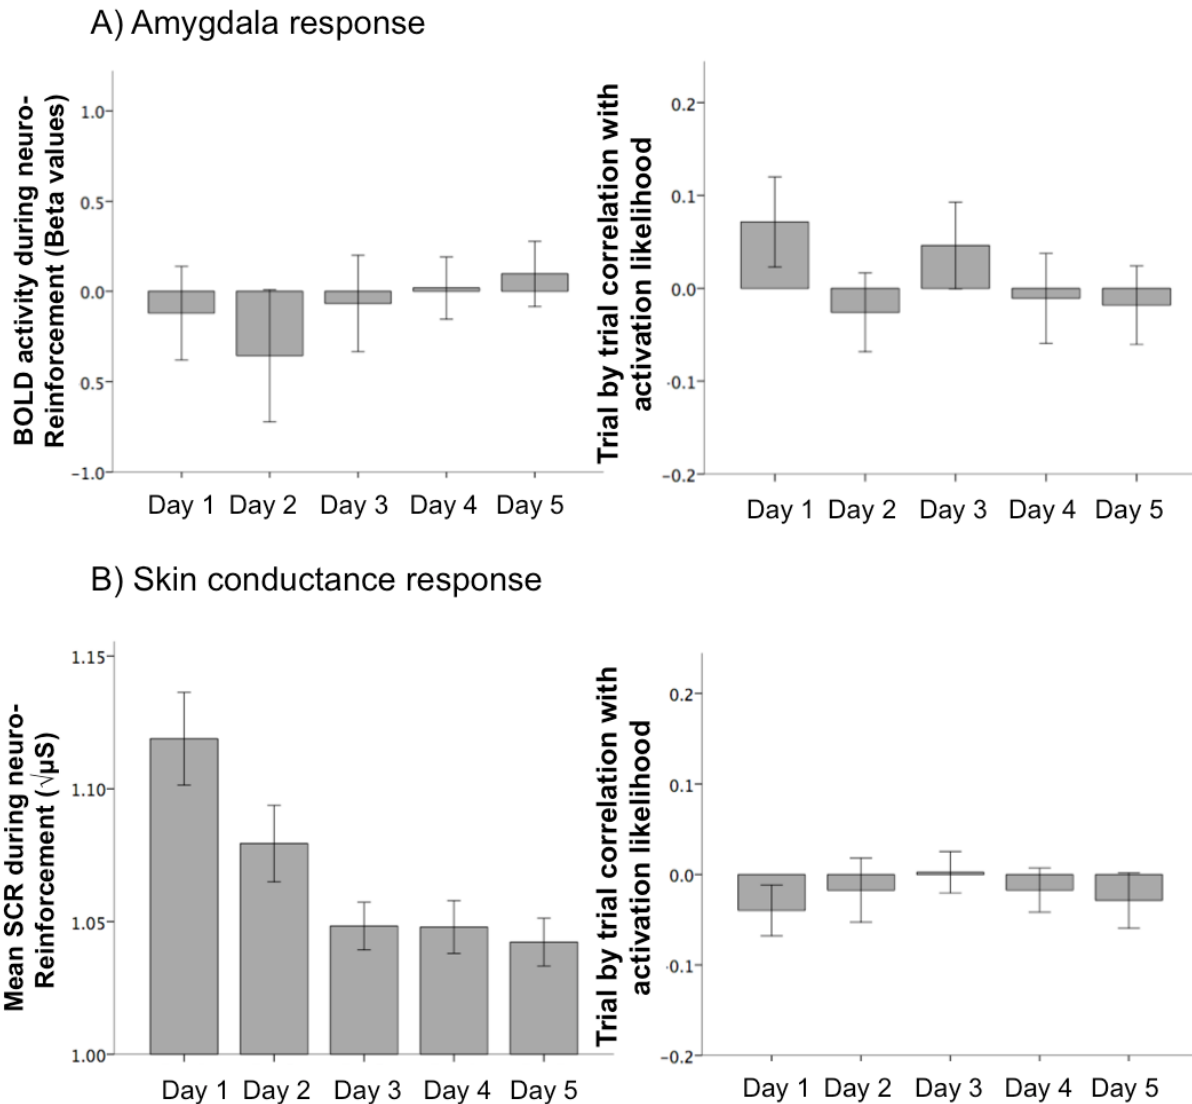 A) Amygdala response
BOLD activity during neuro-
Reinforcement (Beta values)
1.0
0.5
0.0
0.5
−1.0
Day 1 Day 2 Day 3 Day 4 Day 5
Trial by trial correlation with
activation likelihood
0.2
0.1
0.0
-0.1
−0.2
Day 1 Day 2 Day 3 Day 4 Day 5
B) Skin conductance response
Mean SCR during neuro-
Reinforcement (√µS)
1.15
1.10
1.05
1.00
Day 1 Day 2 Day 3 Day 4 Day 5
Trial by trial correlation with
activation likelihood
0.2
0.1
0.0
-0.1
−0.2
Day 1 Day 2 Day 3 Day 4 Day 5